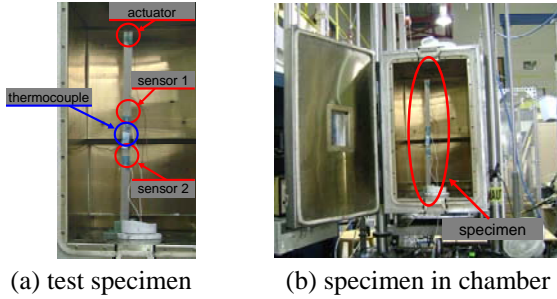 actuator
sensor 1
thermocouple
sensor 2
specimen
(a) test specimen
(b) specimen in chamber